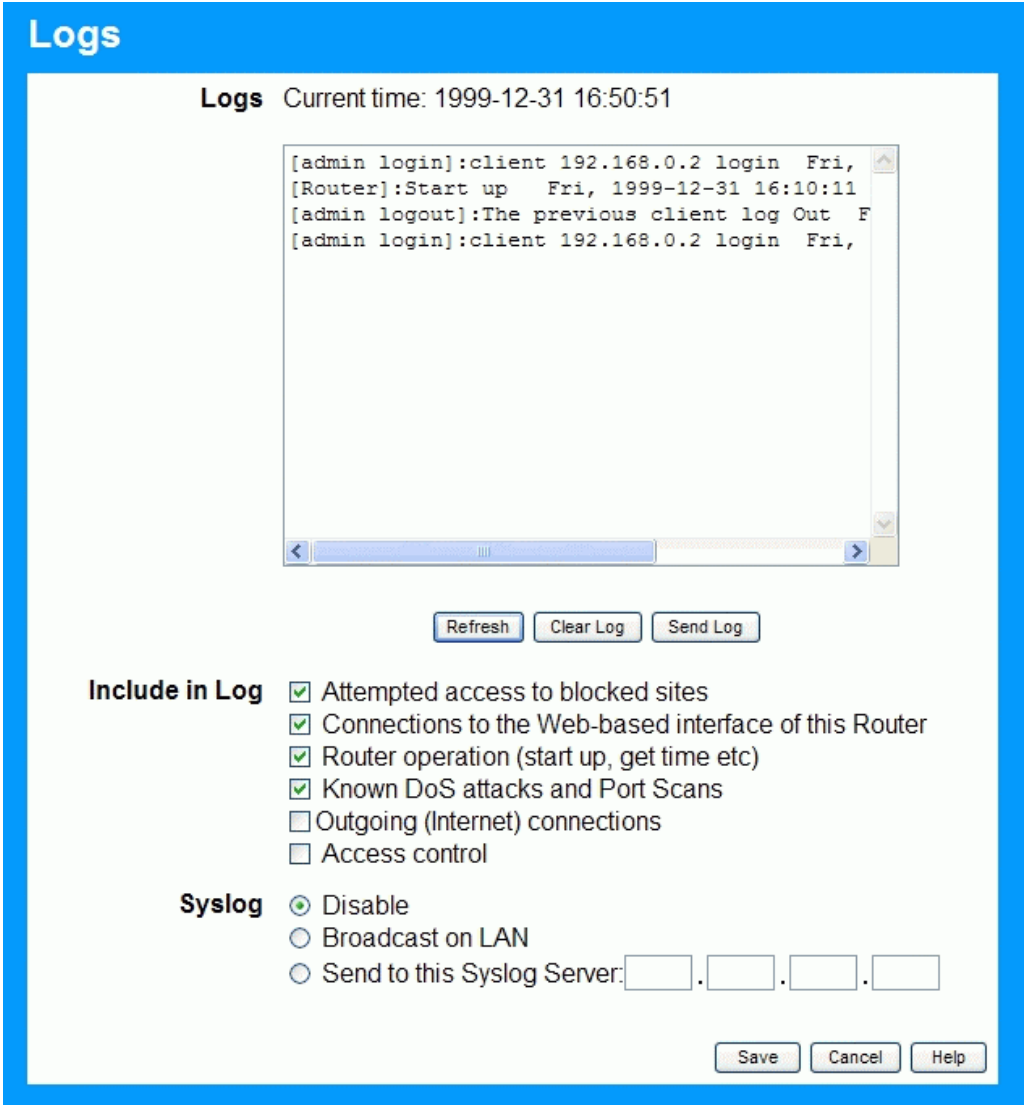 Logs
Logs Current time: 1999-12-31 16:50:51
[admin login]:client 192.168.0.2 login Fri,
[Router]:Start up Fri, 1999-12-31 16:10:11
[admin logout]:The previous client log Out F
[admin login]:client 192.168.0.2 login Fri,
Refresh Clear Log Send Log
Include in Log Attempted access to blocked sites
Connections to the Web-based interface of this Router
Router operation (start up, get time etc)
Known DoS attacks and Port Scans
Outgoing (Internet) connections
Access control
Syslog Disable
Broadcast on LAN
Send to this Syslog Server: . . .
Save Cancel Help